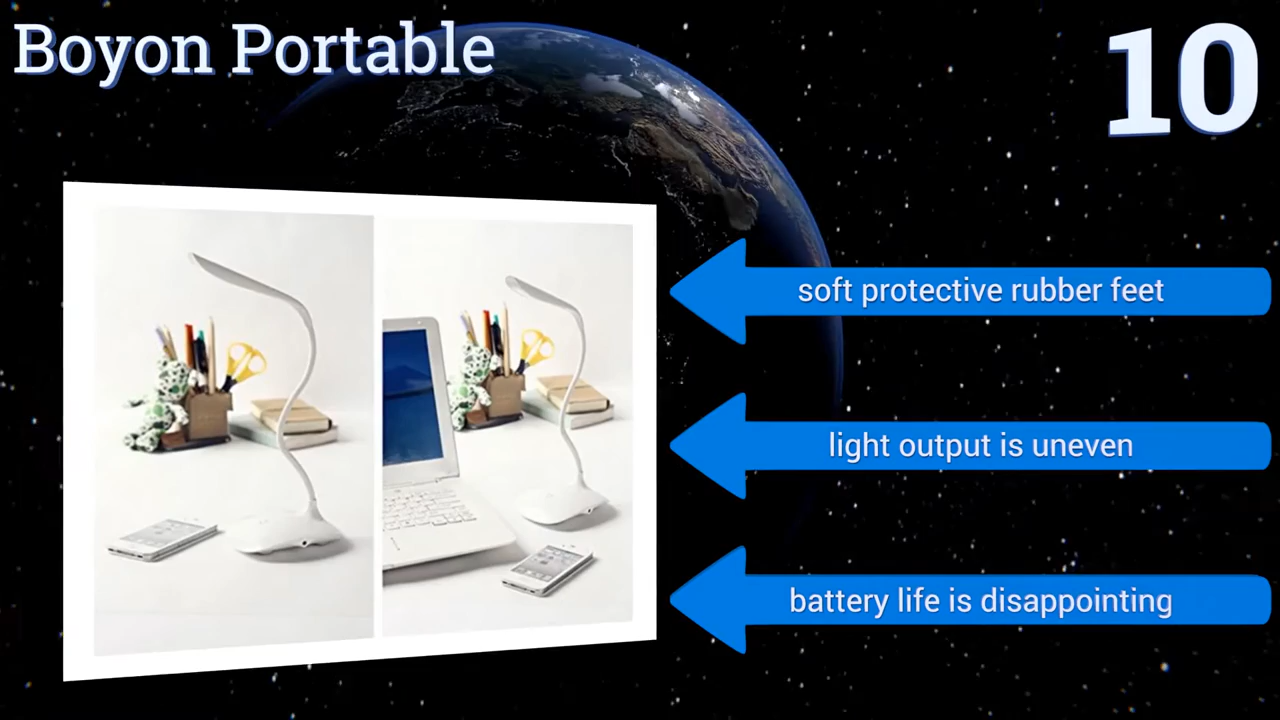 Boyon Portable
10
soft protective rubber feet
light output is uneven
battery life is disappointing